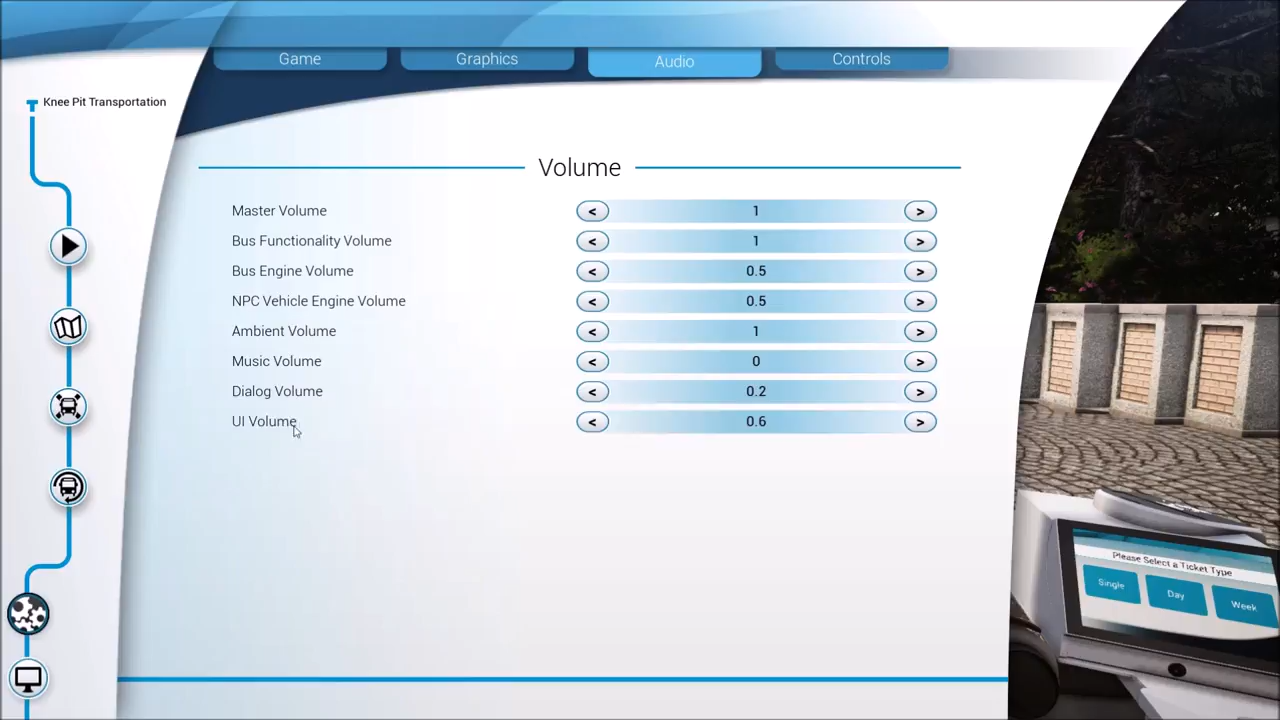 Game
Graphics
Audio
Controls
Knee Pit Transportation
Volume
Master Volume < 1 >
Bus Functionality Volume < 1 >
Bus Engine Volume < 0.5 >
NPC Vehicle Engine Volume < 0.5 >
Ambient Volume < 1 >
Music Volume < 0 >
Dialog Volume < 0.2 >
UI Volume < 0.6 >
Please Select a Ticket Type
Single
Day
Week